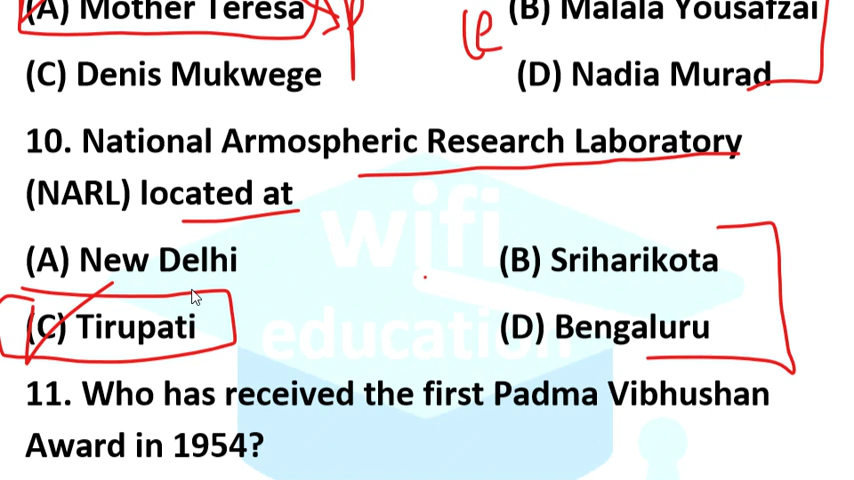 (A) Mother Teresa (B) Malala Yousafzai
(C) Denis Mukwege (D) Nadia Murad
10. National Armospheric Research Laboratory
(NARL) located at
(A) New Delhi (B) Sriharikota
(C) Tirupati (D) Bengaluru
11. Who has received the first Padma Vibhushan
Award in 1954?
wifi
education